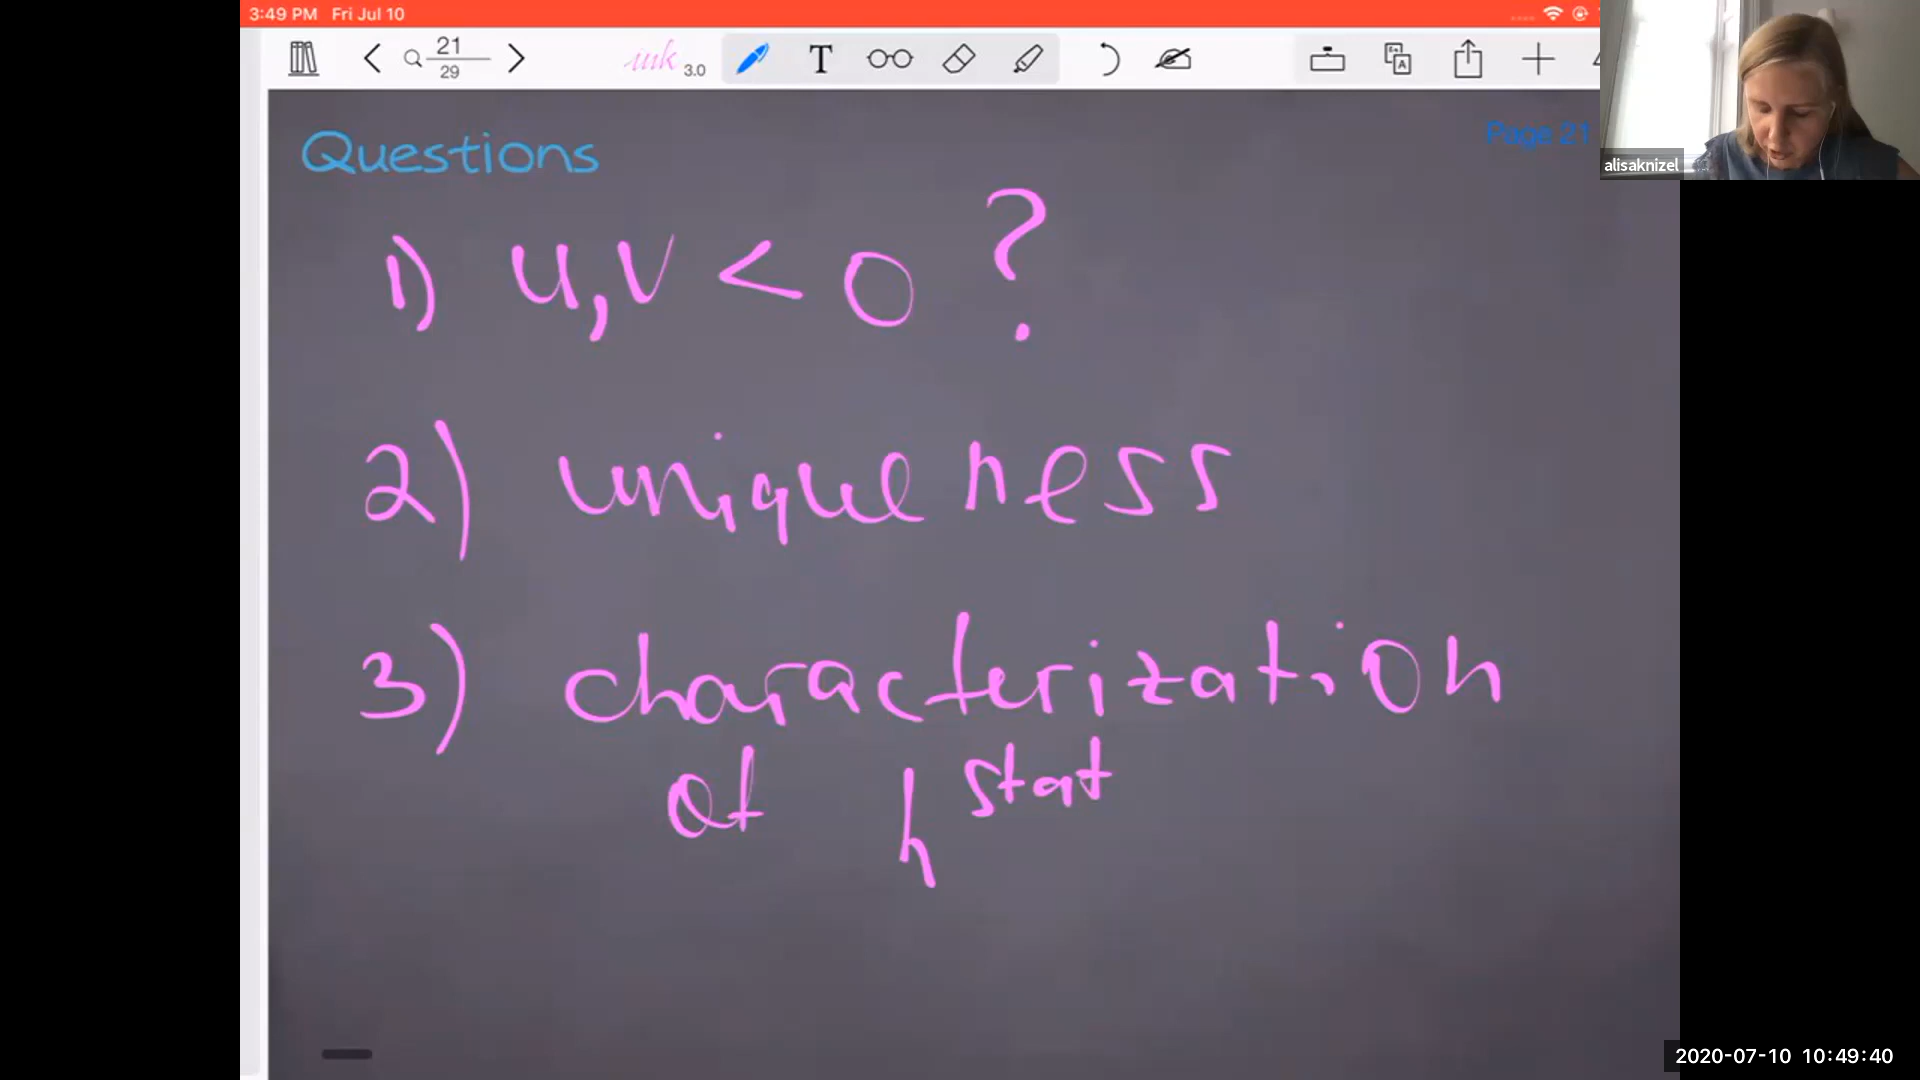 3:49 PM Fri Jul 10
21
29
ink 3.0
T
A
alisaknizel
Questions
Page 21
1) u,v < 0 ?
2) uniqueness
3) characterization
of h stat
2020-07-10 10:49:40